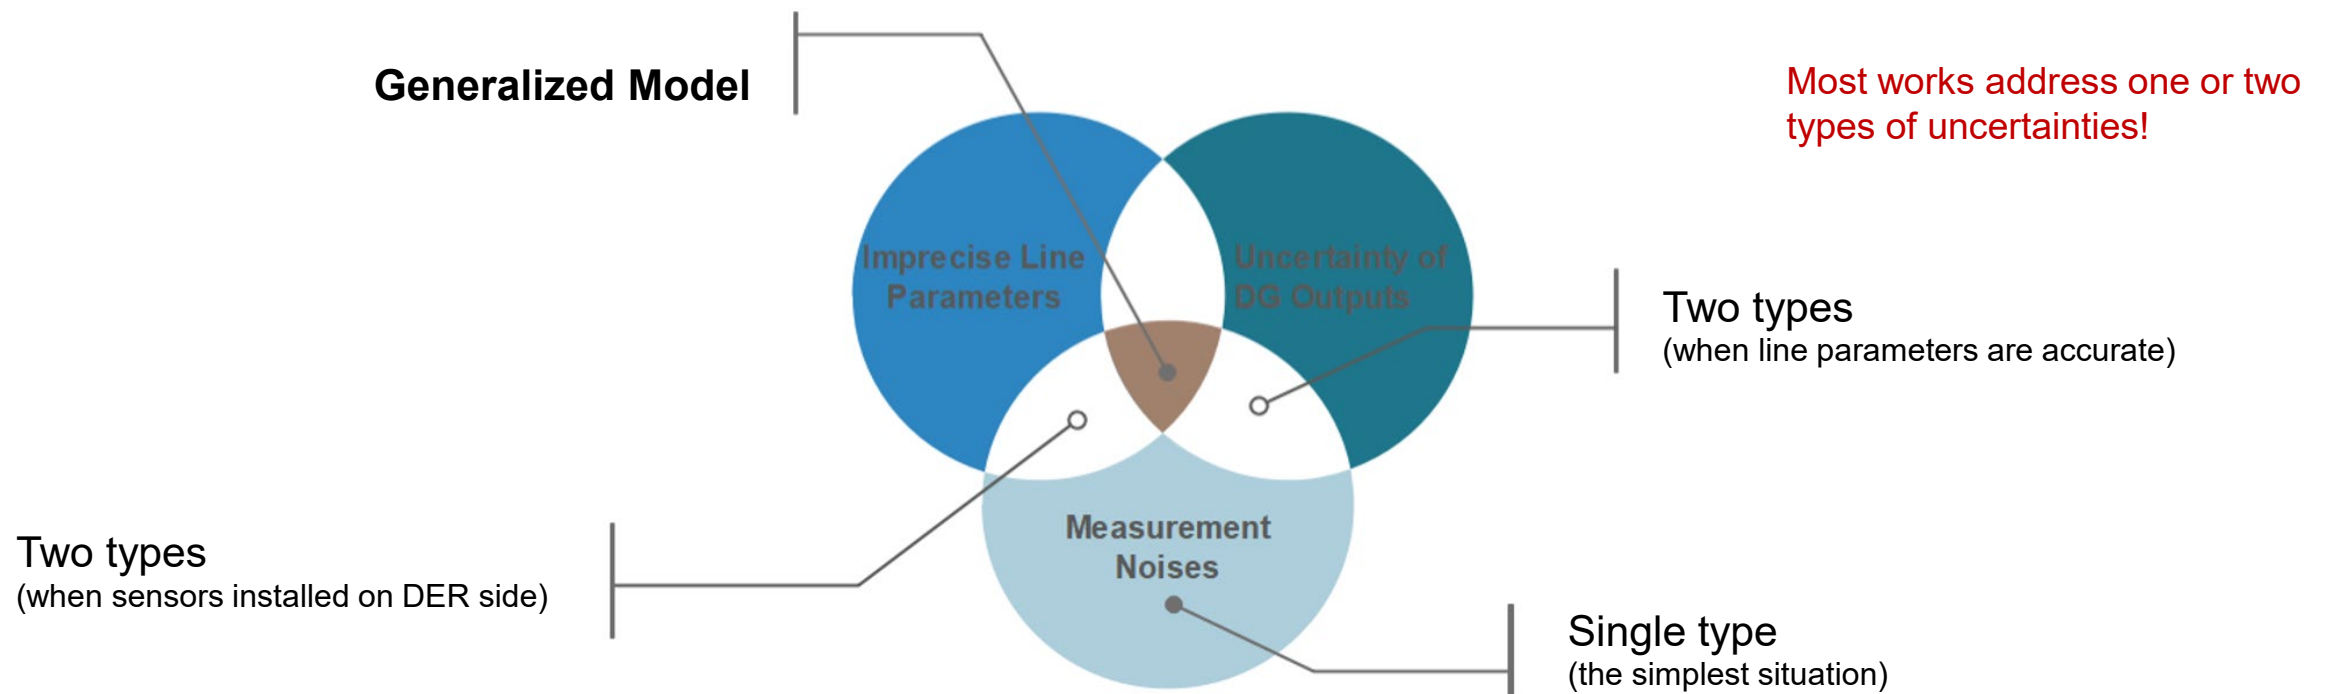 Generalized Model
Most works address one or two
types of uncertainties!
Imprecise Line
Parameters
Uncertainty of
DG Outputs
Two types
(when line parameters are accurate)
Measurement
Noises
Two types
(when sensors installed on DER side)
Single type
(the simplest situation)